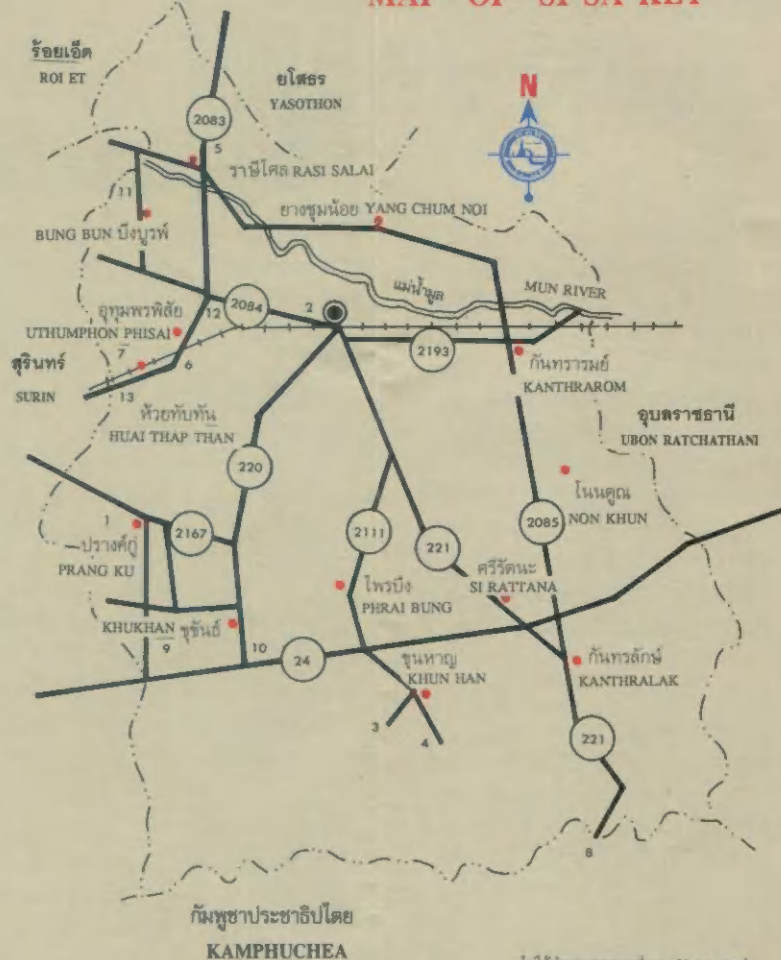 MAP OF SI SA KET
ร้อยเอ็ด
ROI ET
ยโสธร
YASOTHON
N
2083
5
ราษีไศล RASI SALAI
11
ยางชุมน้อย YANG CHUM NOI
BUNG BUN บึงบูรพ์
แม่น้ำมูล
MUN RIVER
อุทุมพรพิสัย
12
2084
2
UTHUMPHON PHISAI
7
6
2193
กันทรารมย์
KANTHRAROM
สุรินทร์
SURIN
13
ห้วยทับทัน
HUAI THAP THAN
อุบลราชธานี
UBON RATCHATHANI
220
โนนคูณ
NON KHUN
1
2167
2111
221
2085
ปรางค์กู่
PRANG KU
ศรีรัตนะ
SI RATTANA
ไพรบึง
PHRAI BUNG
KHUKHAN ขุขันธ์
9
10
24
ขุนหาญ
KHUN HAN
กันทรลักษ์
KANTHRALAK
3
4
221
8
กัมพูชาประชาธิปไตย
KAMPHUCHEA